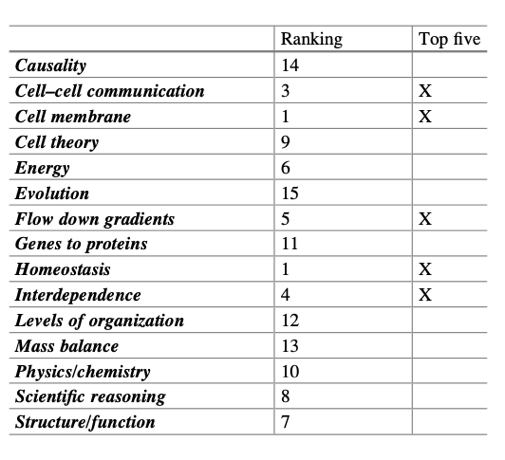 Ranking Top five
Causality 14
Cell–cell communication 3 X
Cell membrane 1 X
Cell theory 9
Energy 6
Evolution 15
Flow down gradients 5 X
Genes to proteins 11
Homeostasis 1 X
Interdependence 4 X
Levels of organization 12
Mass balance 13
Physics/chemistry 10
Scientific reasoning 8
Structure/function 7